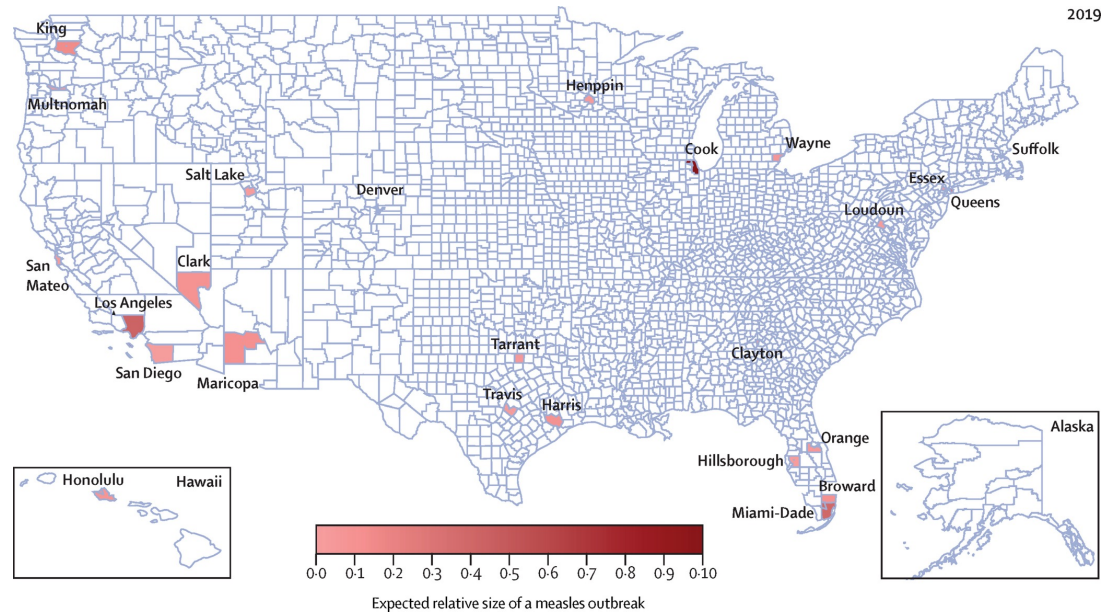 2019
King
Henppin
Multnomah
Cook
Wayne
Suffolk
Salt Lake
Denver
Essex
Queens
Loudoun
San
Mateo
Clark
Los Angeles
Tarrant
Clayton
San Diego
Maricopa
Travis
Harris
Orange
Alaska
Hillsborough
Honolulu
Hawaii
Broward
Miami-Dade
0·0 0·1 0·2 0·3 0·4 0·5 0·6 0·7 0·8 0·9 0·10
Expected relative size of a measles outbreak